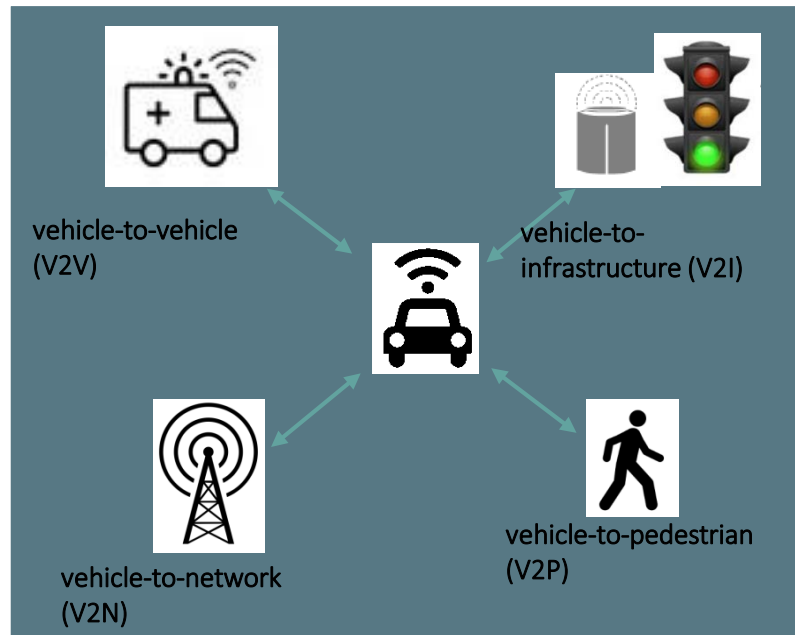 vehicle-to-vehicle
(V2V)
vehicle-to-
infrastructure (V2I)
vehicle-to-network
(V2N)
vehicle-to-pedestrian
(V2P)